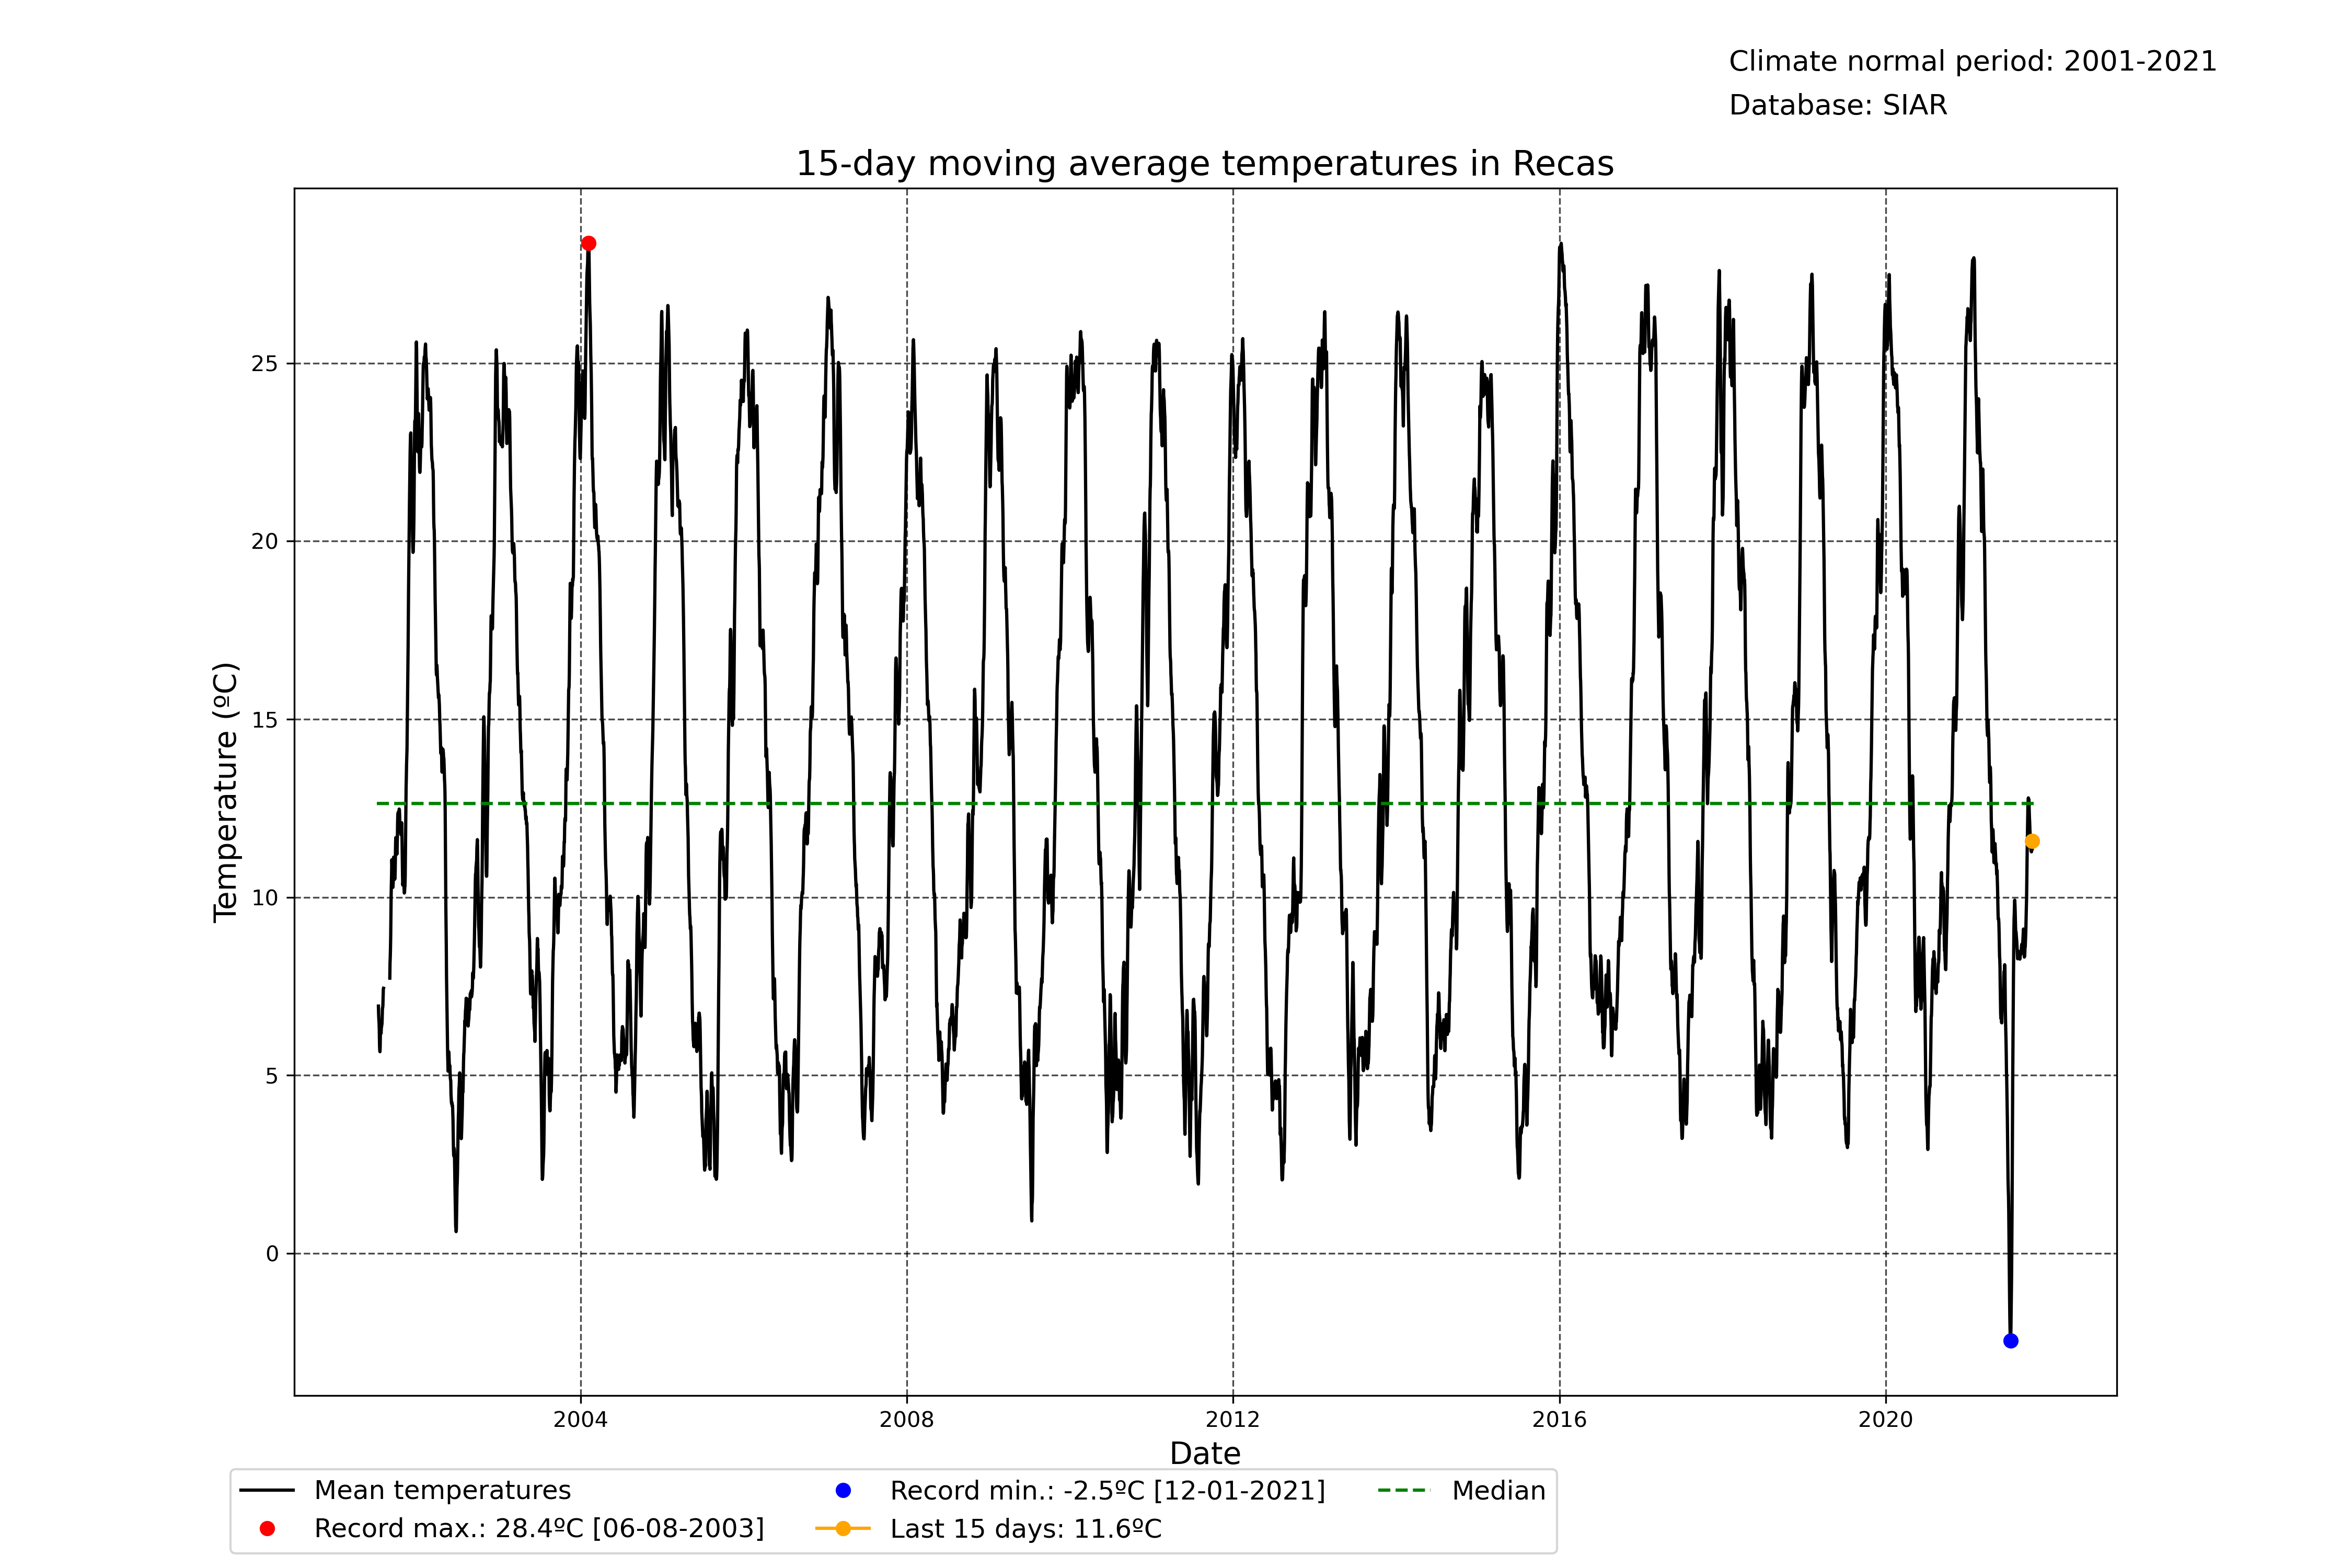 Climate normal period: 2001-2021
Database: SIAR
15-day moving average temperatures in Recas
Temperature (ºC)
25
20
15
10
5
0
2004
2008
2012
2016
2020
Date
Mean temperatures
Record max.: 28.4ºC [06-08-2003]
Record min.: -2.5ºC [12-01-2021]
Last 15 days: 11.6ºC
Median